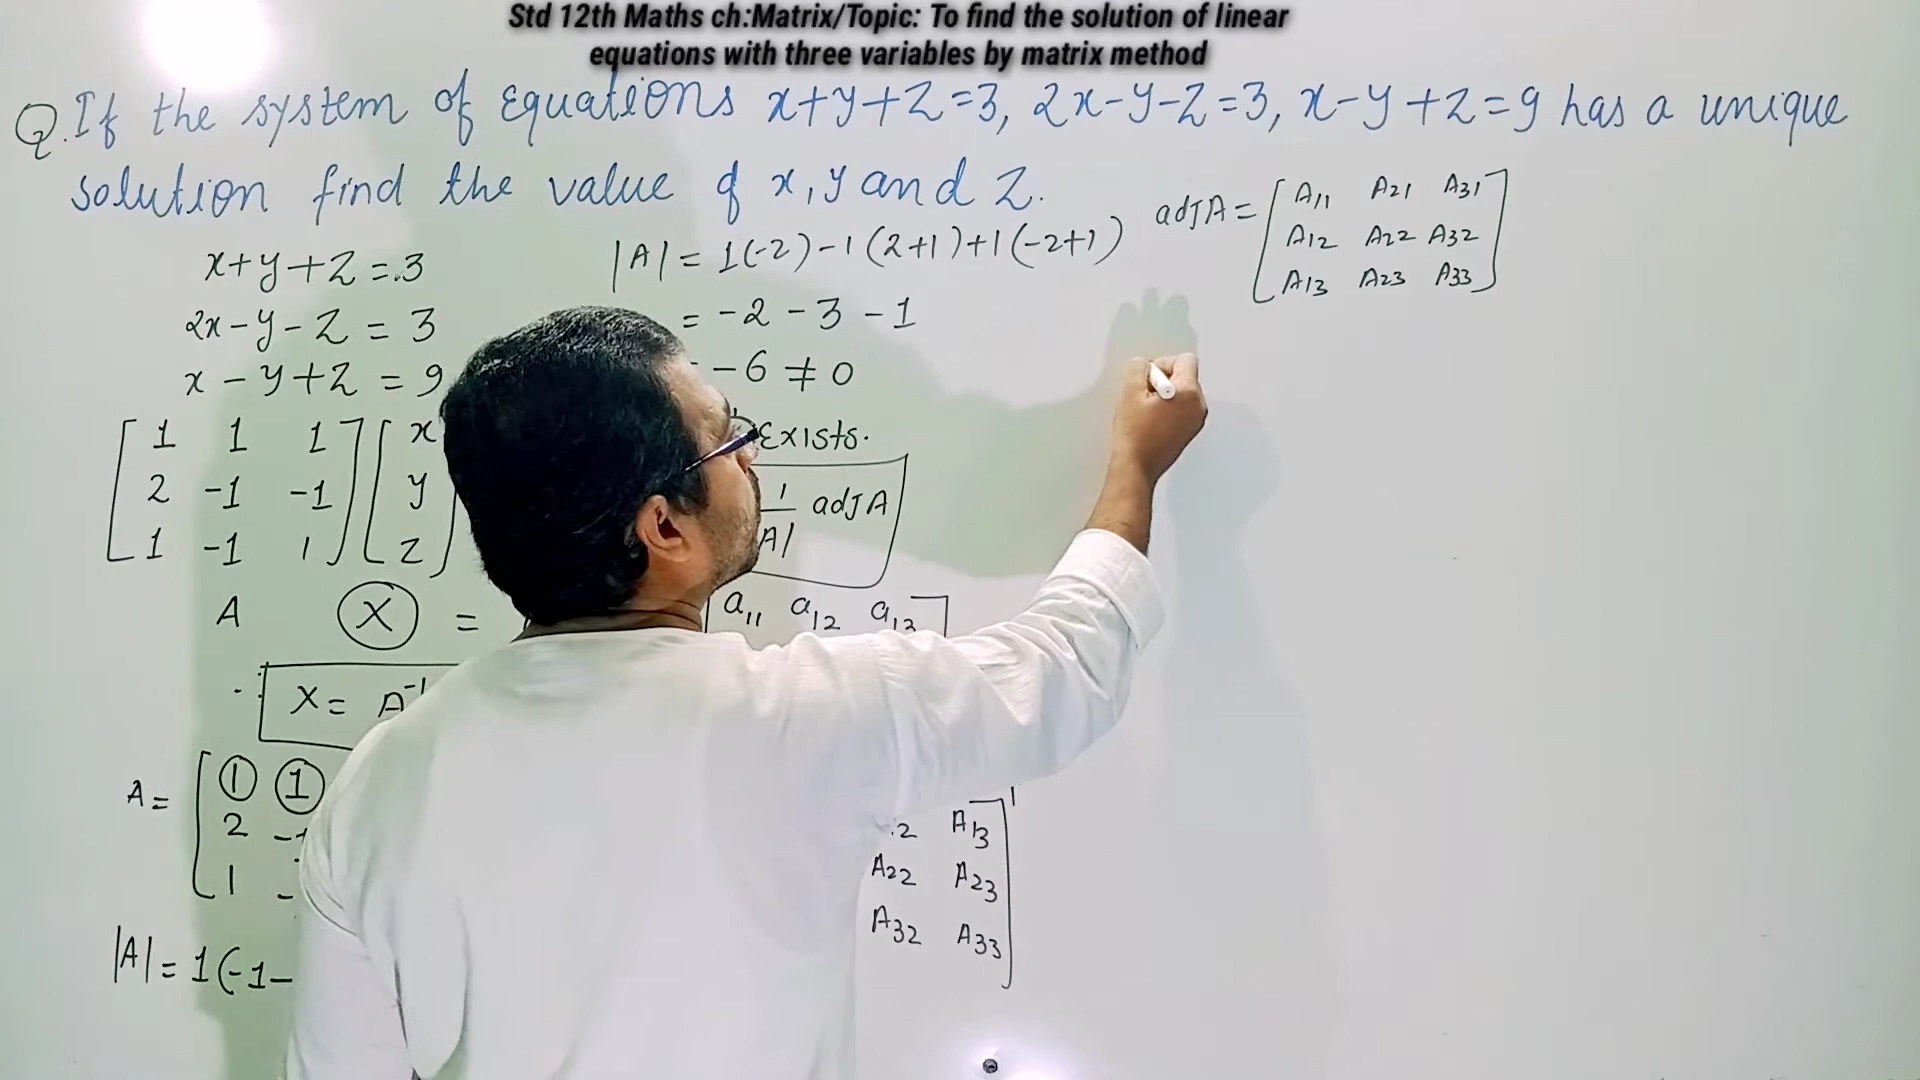 Std 12th Maths ch:Matrix/Topic: To find the solution of linear
equations with three variables by matrix method
Q. If the system of Equations x+y+z=3, 2x-y-z=3, x-y+z=9 has a unique
solution find the value of x, y and z.
x+y+z=3
2x-y-z=3
x-y+z=9
1 1 1 x
2 -1 -1 y
1 -1 1 z
A X =
X = A⁻¹
A = 1 1
2 -1
1 -
|A| = 1(-1-
|A| = 1(-2)-1(2+1)+1(-2+1)
= -2-3-1
-6 ≠ 0
Exists.
1 adjA
A|
a11 a12 a13
A13
A22 A23
A32 A33
adjA = A11 A21 A31
A12 A22 A32
A13 A23 A33